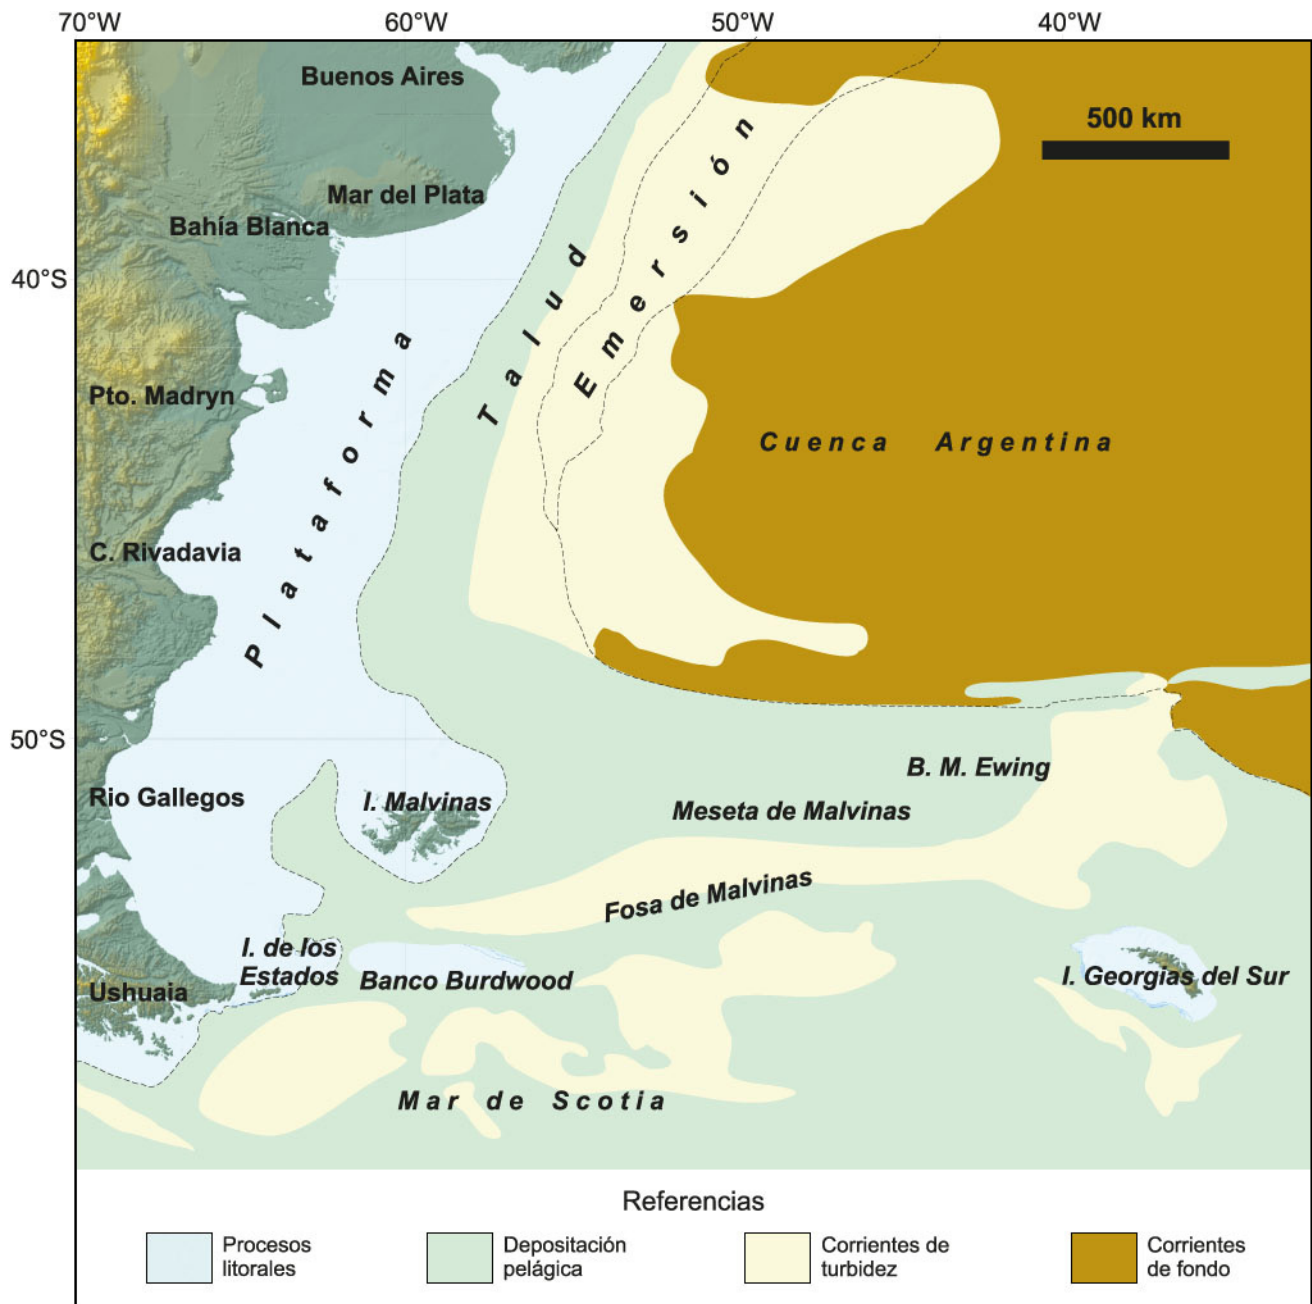 70°W 60°W 50°W 40°W
Buenos Aires
500 km
Mar del Plata
Bahía Blanca
40°S
Talud
Emersión
Plataforma
Pto. Madryn
Cuenca Argentina
C. Rivadavia
50°S
B. M. Ewing
Rio Gallegos
I. Malvinas
Meseta de Malvinas
Fosa de Malvinas
I. de los
Estados
Banco Burdwood
I. Georgias del Sur
Ushuaia
Mar de Scotia
Referencias
Procesos
litorales
Depositación
pelágica
Corrientes de
turbidez
Corrientes
de fondo